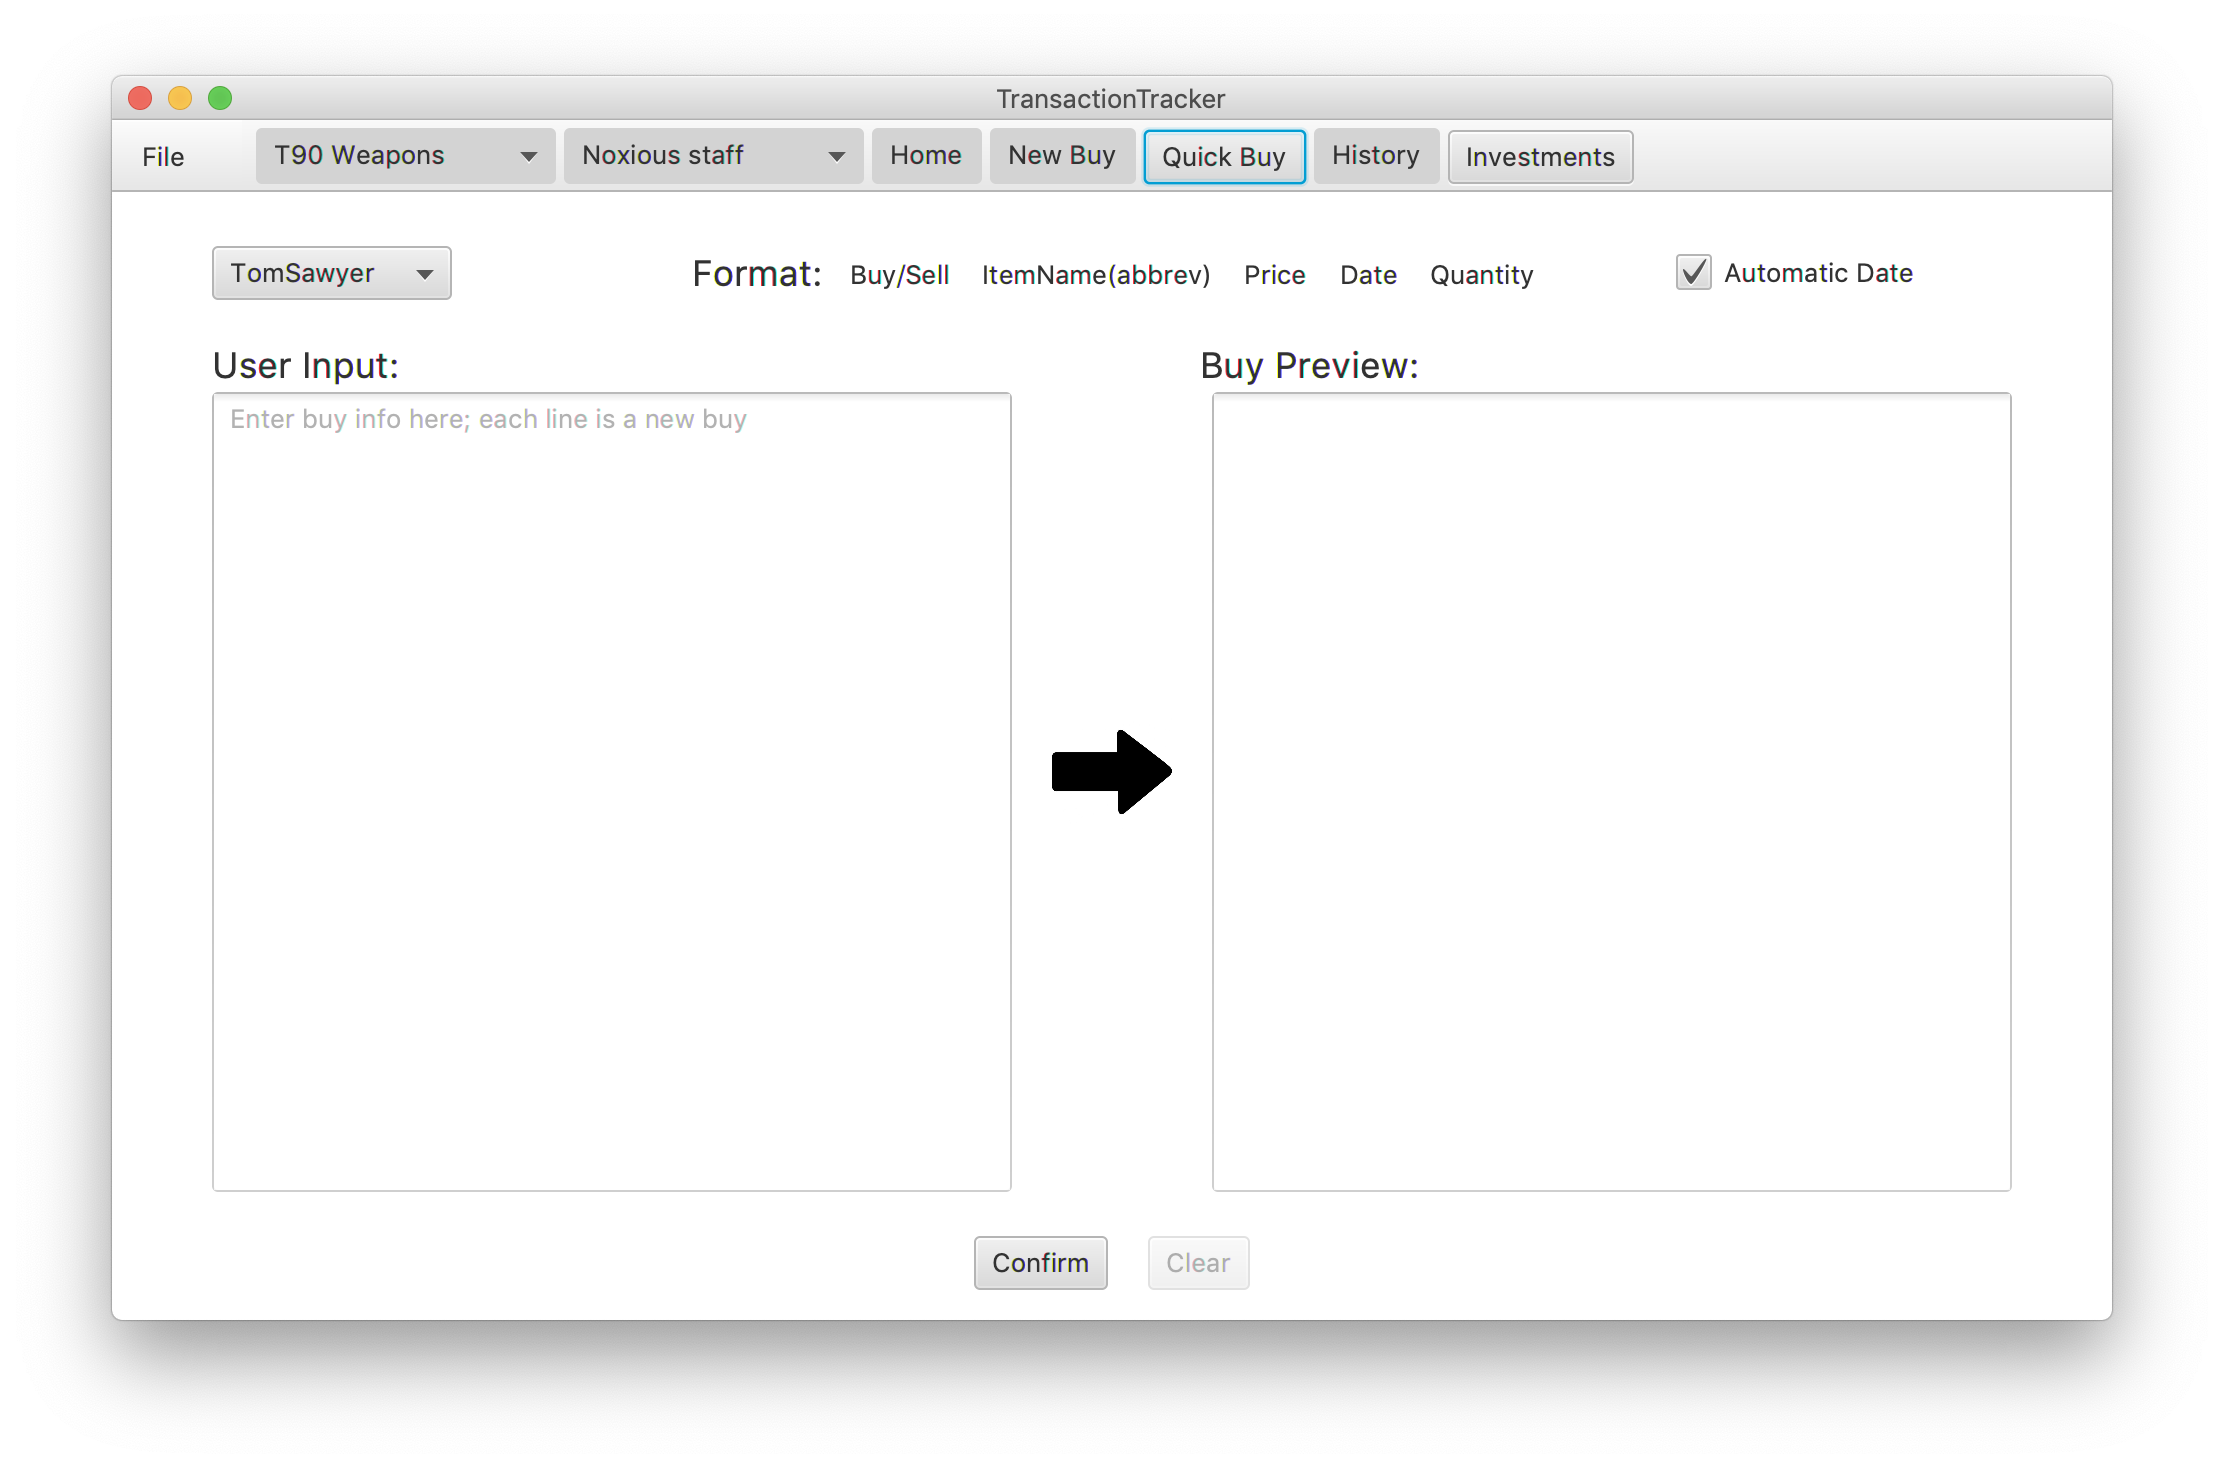 TransactionTracker
File T90 Weapons Noxious staff Home New Buy Quick Buy History Investments
TomSawyer Format: Buy/Sell ItemName(abbrev) Price Date Quantity Automatic Date
User Input: Buy Preview:
Enter buy info here; each line is a new buy
Confirm Clear